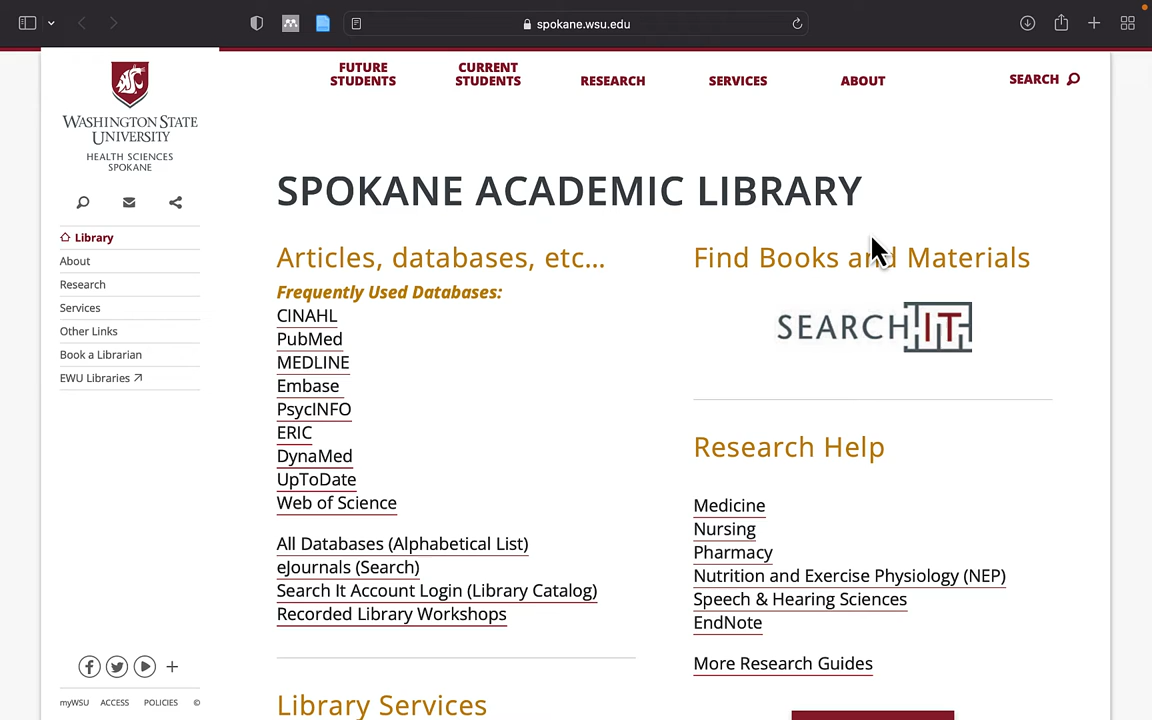 spokane.wsu.edu
WASHINGTON STATE
UNIVERSITY
HEALTH SCIENCES
SPOKANE
Library
About
Research
Services
Other Links
Book a Librarian
EWU Libraries
myWSU ACCESS POLICIES ©
FUTURE
STUDENTS
CURRENT
STUDENTS
RESEARCH
SERVICES
ABOUT
SEARCH
SPOKANE ACADEMIC LIBRARY
Articles, databases, etc...
Frequently Used Databases:
CINAHL
PubMed
MEDLINE
Embase
PsycINFO
ERIC
DynaMed
UpToDate
Web of Science
All Databases (Alphabetical List)
eJournals (Search)
Search It Account Login (Library Catalog)
Recorded Library Workshops
Library Services
Find Books and Materials
SEARCH IT
Research Help
Medicine
Nursing
Pharmacy
Nutrition and Exercise Physiology (NEP)
Speech & Hearing Sciences
EndNote
More Research Guides